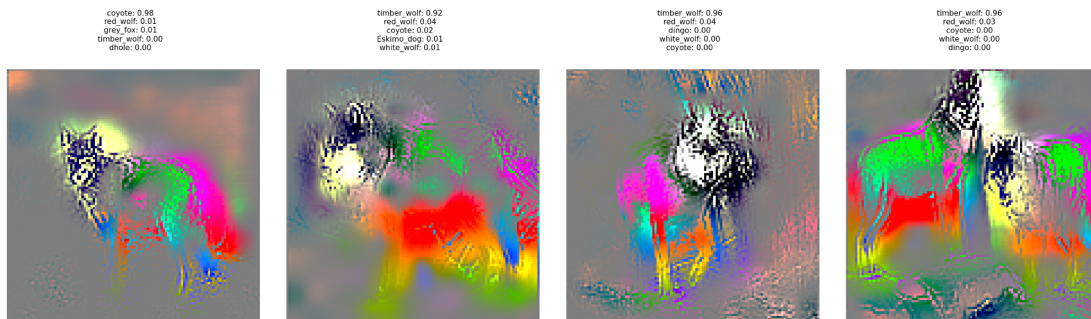 coyote: 0.98
red_wolf: 0.01
grey_fox: 0.01
timber_wolf: 0.00
dhole: 0.00
timber_wolf: 0.92
red_wolf: 0.04
coyote: 0.02
Eskimo_dog: 0.01
white_wolf: 0.01
timber_wolf: 0.96
red_wolf: 0.04
dingo: 0.00
white_wolf: 0.00
coyote: 0.00
timber_wolf: 0.96
red_wolf: 0.03
coyote: 0.00
white_wolf: 0.00
dingo: 0.00